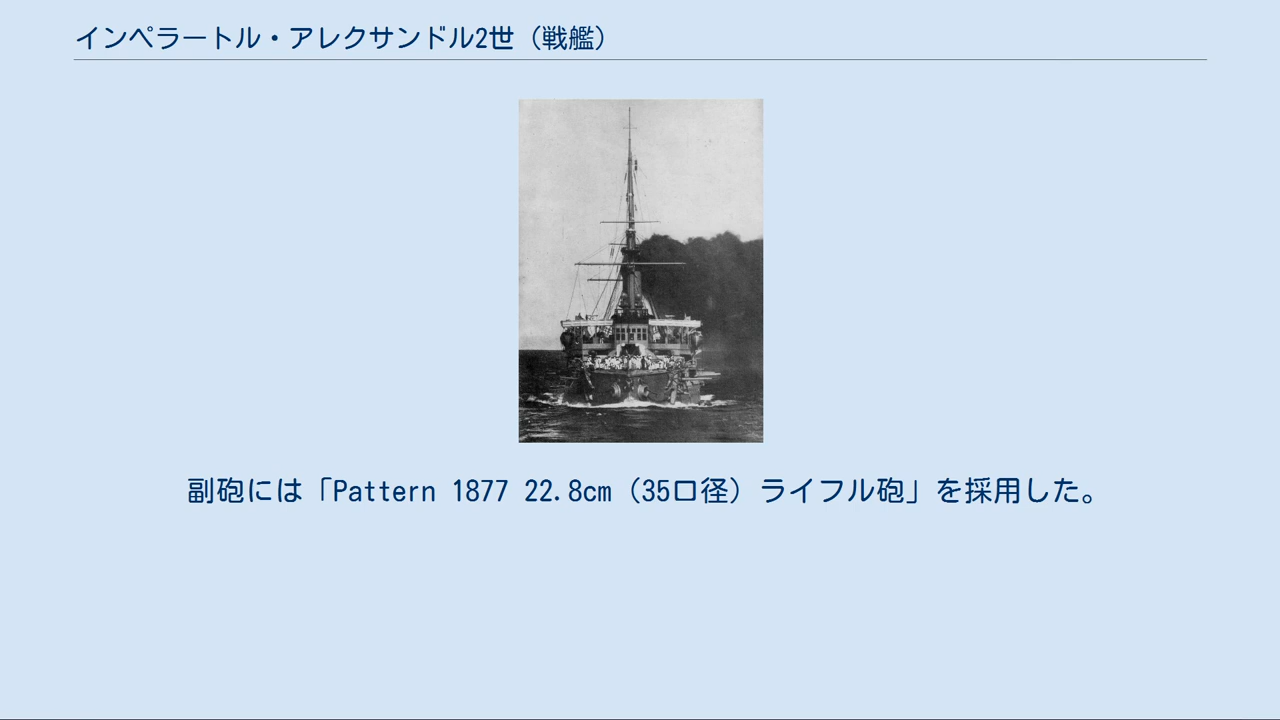 インペラートル・アレクサンドル2世（戦艦）
副砲には「Pattern 1877 22.8cm（35口径）ライフル砲」を採用した。